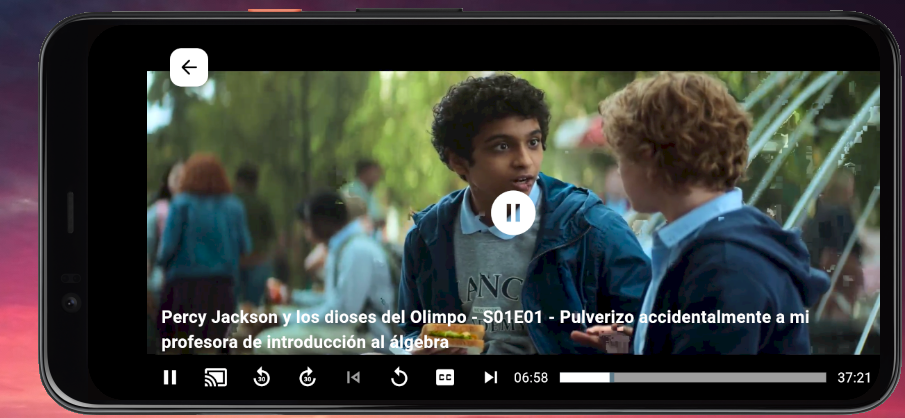 ANC
Percy Jackson y los dioses del Olimpo - S01E01 - Pulverizo accidentalmente a mi
profesora de introducción al álgebra
30
30
CC
06:58
37:21